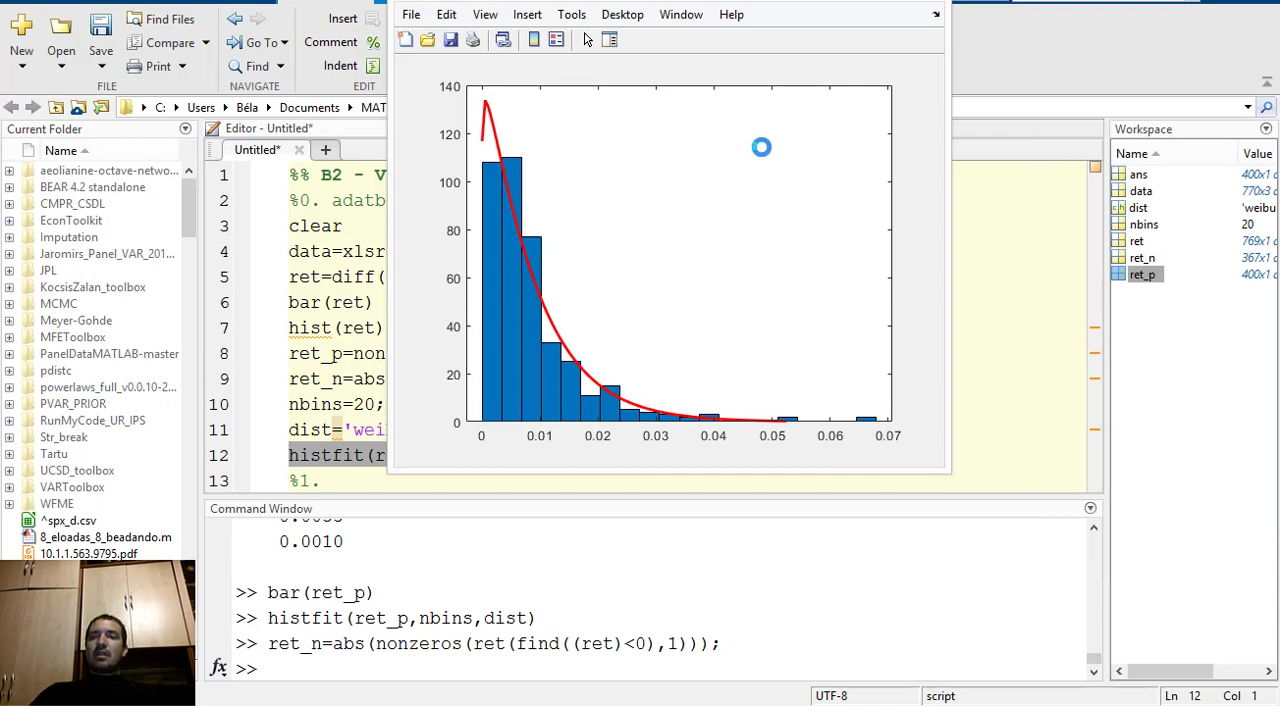 File Edit View Insert Tools Desktop Window Help
New
Open
Save
Find Files
Compare
Print
FILE
Go To
Find
NAVIGATE
Insert
Comment
Indent
EDIT
C: Users Béla Documents MAT
Current Folder
Name
aeolianine-octave-netwo...
BEAR 4.2 standalone
CMPR_CSDL
EconToolkit
Imputation
Jaromirs_Panel_VAR_201...
JPL
KocsisZalan_toolbox
MCMC
Meyer-Gohde
MFEToolbox
PanelDataMATLAB-master
pdistc
powerlaws_full_v0.0.10-2...
PVAR_PRIOR
RunMyCode_UR_IPS
Str_break
Tartu
UCSD_toolbox
VARToolbox
WFME
^spx_d.csv
8_eloadas_8_beadando.m
10.1.1.563.9795.pdf
Editor - Untitled*
Untitled*
1 %% B2 - V
2 %0. adatb
3 clear
4 data=xlsr
5 ret=diff(
6 bar(ret)
7 hist(ret)
8 ret_p=non
9 ret_n=abs
10 nbins=20;
11 dist='wei
12 histfit(r
13 %1.
140
120
100
80
60
40
20
0
0 0.01 0.02 0.03 0.04 0.05 0.06 0.07
Command Window
0.0010
>> bar(ret_p)
>> histfit(ret_p,nbins,dist)
>> ret_n=abs(nonzeros(ret(find((ret)<0),1)));
fx >>
Workspace
Name Value
ans 400x1
data 770x3
dist 'weibu
nbins 20
ret 769x1
ret_n 367x1
ret_p 400x1
UTF-8 script Ln 12 Col 1